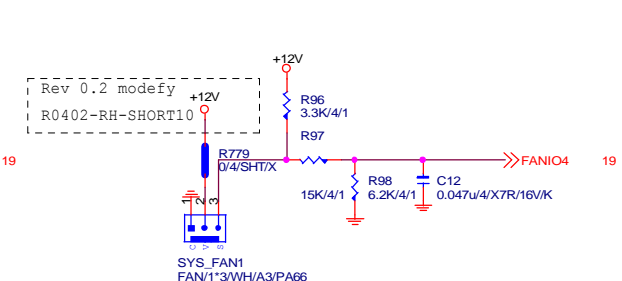 +12V
Rev 0.2 modefy
+12V
R0402-RH-SHORT10
R96
3.3K/4/1
R97
19
R779
0/4/SHT/X
FANIO4
19
15K/4/1
R98
6.2K/4/1
C12
0.047u/4/X7R/16V/K
1
2
3
C
V
S
SYS_FAN1
FAN/1*3/WH/A3/PA66